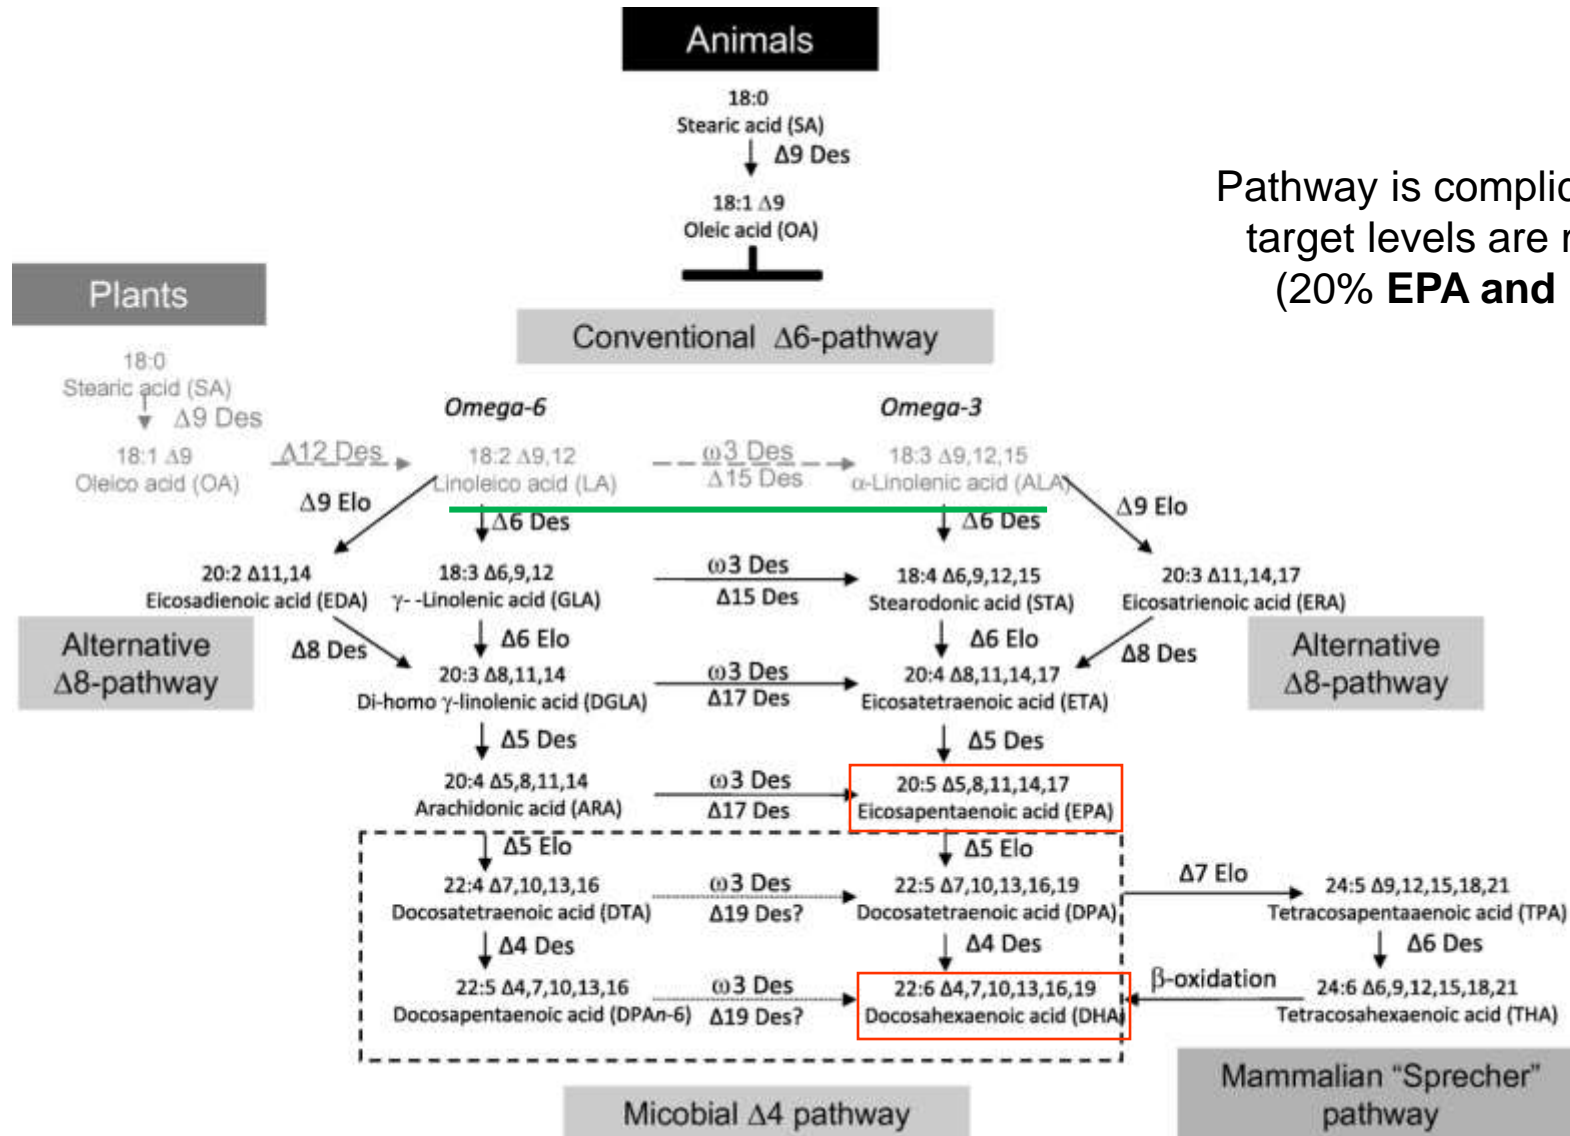 Animals
18:0
Stearic acid (SA)
Δ9 Des
18:1 Δ9
Oleic acid (OA)
Pathway is complic
target levels are
(20% EPA and
Plants
Conventional Δ6-pathway
18:0
Stearic acid (SA)
Δ9 Des
Omega-6
Omega-3
18:1 Δ9
Oleico acid (OA)
Δ12 Des
18:2 Δ9,12
Linoleico acid (LA)
ω3 Des
Δ15 Des
18:3 Δ9,12,15
α-Linolenic acid (ALA)
Δ9 Elo
Δ6 Des
Δ6 Des
Δ9 Elo
20:2 Δ11,14
Eicosadienoic acid (EDA)
18:3 Δ6,9,12
γ- -Linolenic acid (GLA)
ω3 Des
Δ15 Des
18:4 Δ6,9,12,15
Stearodonic acid (STA)
20:3 Δ11,14,17
Eicosatrienoic acid (ERA)
Alternative
Δ8-pathway
Δ8 Des
Δ6 Elo
Δ6 Elo
Δ8 Des
Alternative
Δ8-pathway
20:3 Δ8,11,14
Di-homo γ-linolenic acid (DGLA)
ω3 Des
Δ17 Des
20:4 Δ8,11,14,17
Eicosatetraenoic acid (ETA)
Δ5 Des
Δ5 Des
20:4 Δ5,8,11,14
Arachidonic acid (ARA)
ω3 Des
Δ17 Des
20:5 Δ5,8,11,14,17
Eicosapentaenoic acid (EPA)
Δ5 Elo
Δ5 Elo
22:4 Δ7,10,13,16
Docosatetraenoic acid (DTA)
ω3 Des
Δ19 Des?
22:5 Δ7,10,13,16,19
Docosatetraenoic acid (DPA)
Δ7 Elo
24:5 Δ9,12,15,18,21
Tetracosapentaaenoic acid (TPA)
Δ4 Des
Δ4 Des
Δ6 Des
22:5 Δ4,7,10,13,16
Docosapentaenoic acid (DPAn-6)
ω3 Des
Δ19 Des?
22:6 Δ4,7,10,13,16,19
Docosahexaenoic acid (DHA)
β-oxidation
24:6 Δ6,9,12,15,18,21
Tetracosahexaenoic acid (THA)
Micobial Δ4 pathway
Mammalian “Sprecher”
pathway